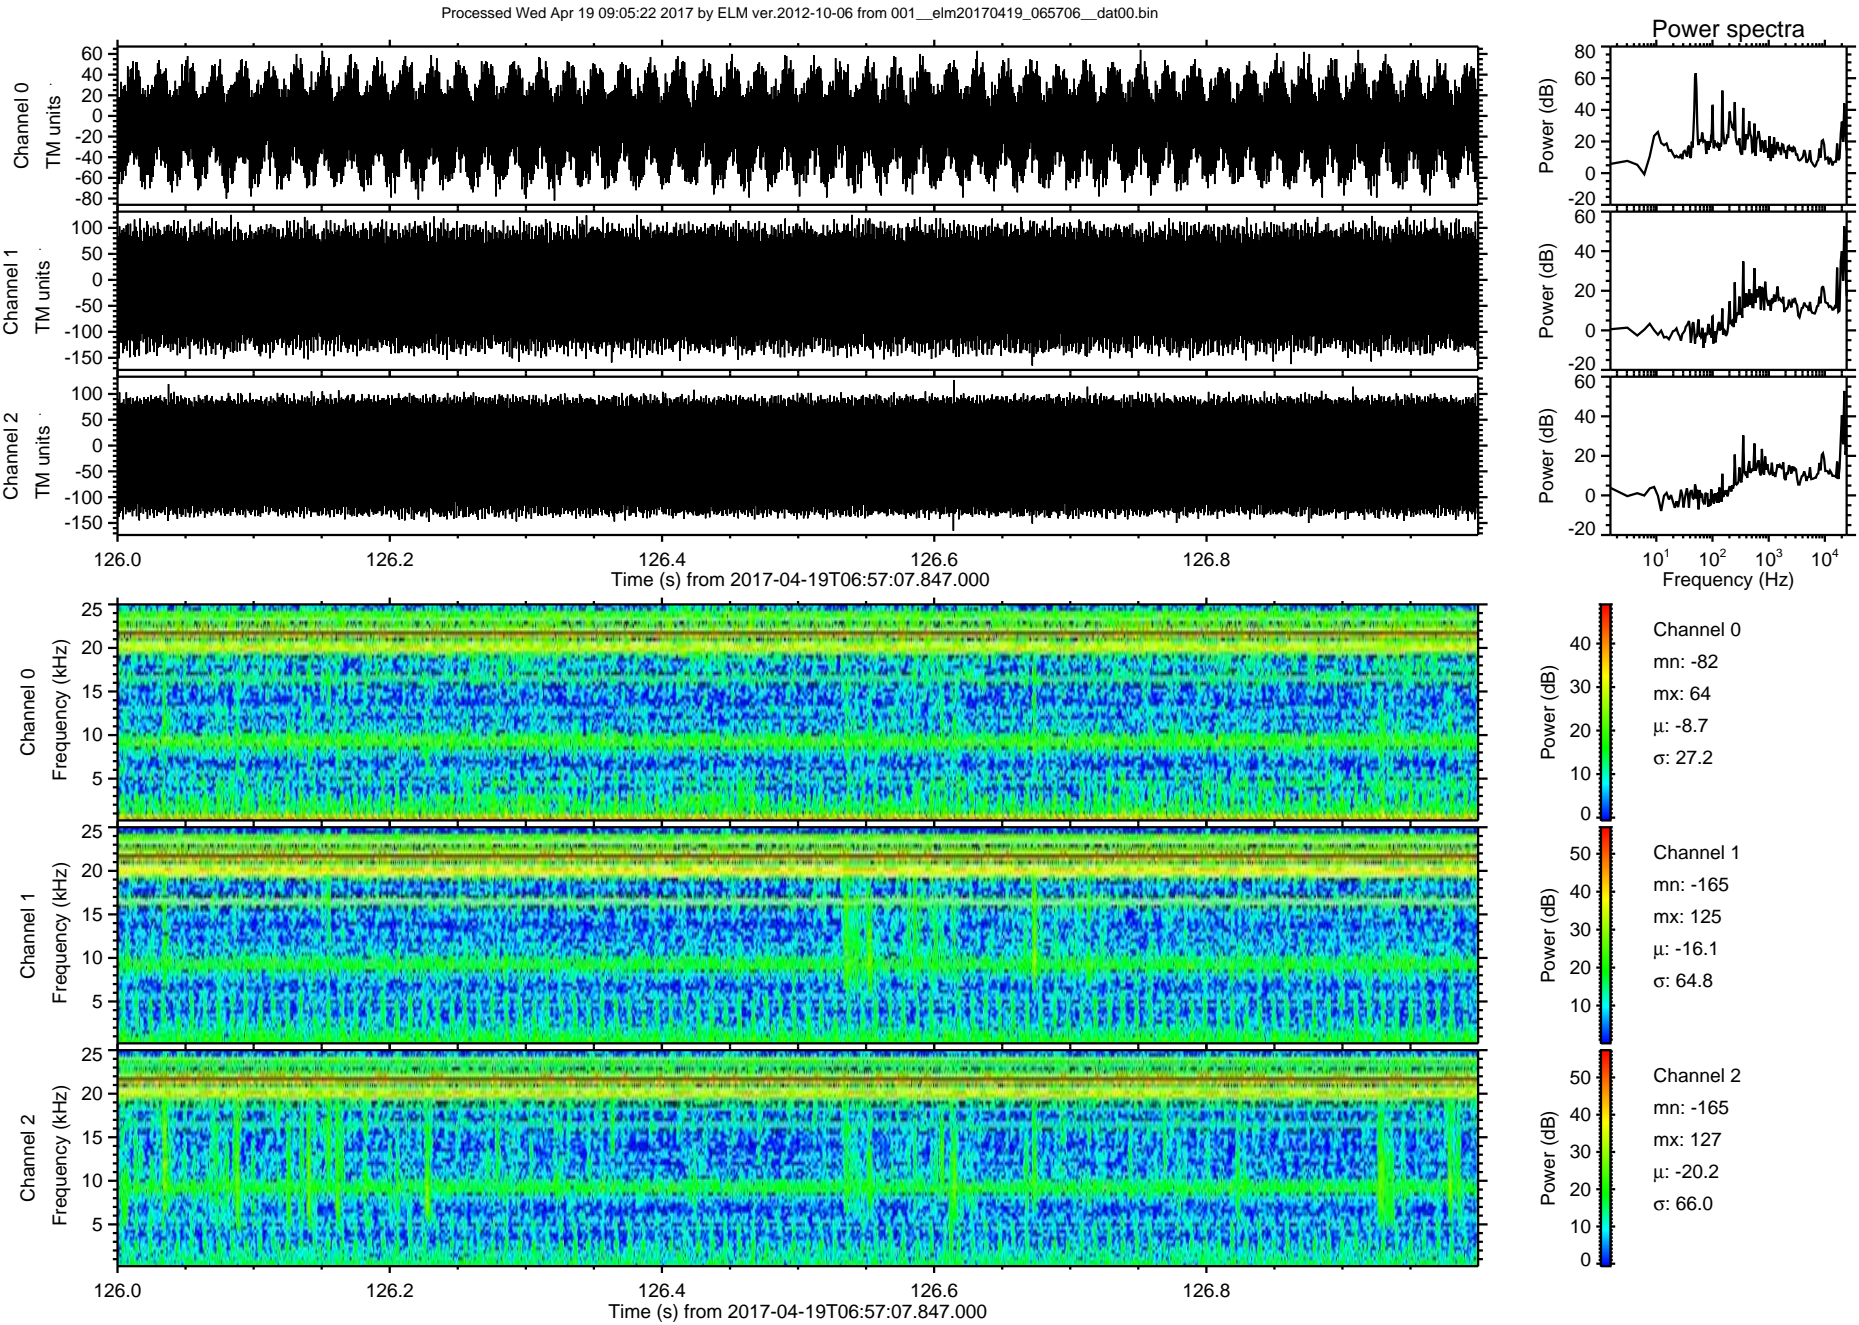 Processed Wed Apr 19 09:05:22 2017 by ELM ver.2012-10-06 from 001__elm20170419_065706__dat00.bin
Power spectra
Channel 0
TM units
60
40
20
0
-20
-40
-60
-80
Power (dB)
80
60
40
20
0
-20
Channel 1
TM units
100
50
0
-50
-100
-150
Power (dB)
60
40
20
0
-20
Channel 2
TM units
100
50
0
-50
-100
-150
Power (dB)
60
40
20
0
-20
126.0 126.2 126.4 126.6 126.8
Time (s) from 2017-04-19T06:57:07.847.000
10¹ 10² 10³ 10⁴
Frequency (Hz)
Channel 0
Frequency (kHz)
25
20
15
10
5
Power (dB)
40
30
20
10
0
Channel 0
mn: -82
mx: 64
μ: -8.7
σ: 27.2
Channel 1
Frequency (kHz)
25
20
15
10
5
Power (dB)
50
40
30
20
10
Channel 1
mn: -165
mx: 125
μ: -16.1
σ: 64.8
Channel 2
Frequency (kHz)
25
20
15
10
5
Power (dB)
50
40
30
20
10
0
Channel 2
mn: -165
mx: 127
μ: -20.2
σ: 66.0
126.0 126.2 126.4 126.6 126.8
Time (s) from 2017-04-19T06:57:07.847.000